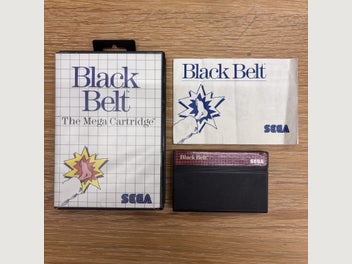 Black
Belt
The Mega Cartridge
SEGA
Black Belt
SEGA
Black Belt
SEGA